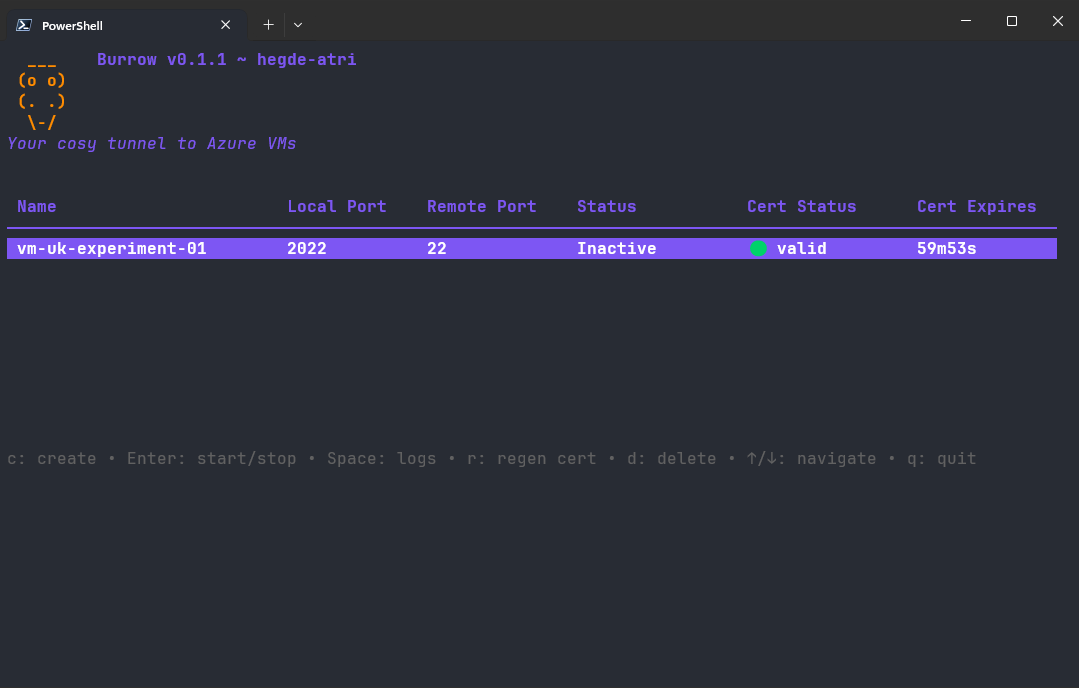 PowerShell
___    Burrow v0.1.1 ~ hegde-atri
(o o)
(. .)
\-/
Your cosy tunnel to Azure VMs
Name Local Port Remote Port Status Cert Status Cert Expires
vm-uk-experiment-01 2022 22 Inactive valid 59m53s
c: create • Enter: start/stop • Space: logs • r: regen cert • d: delete • ↑/↓: navigate • q: quit